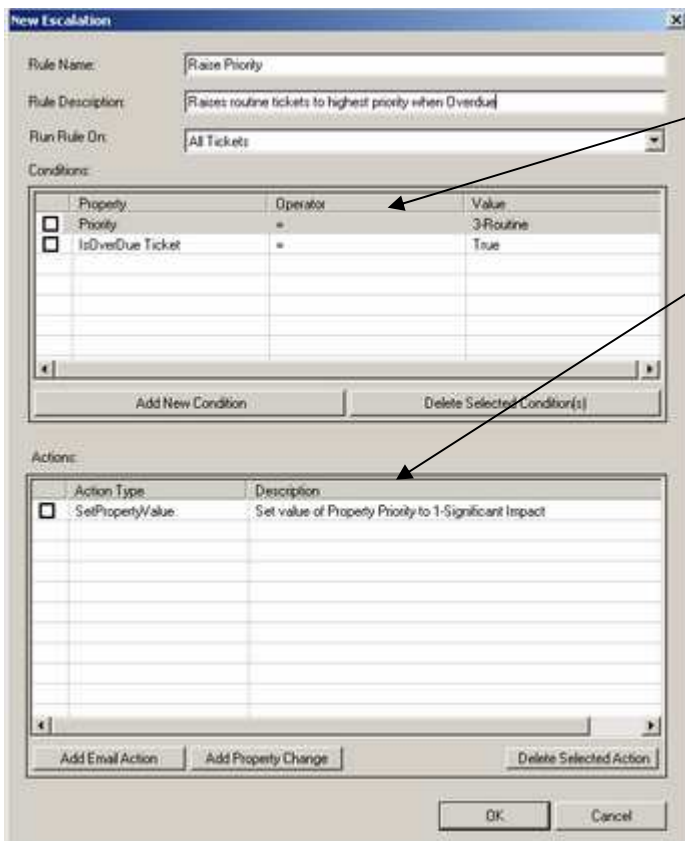 New Escalation
Rule Name: Raise Priority
Rule Description: Raises routine tickets to highest priority when Overdue
Run Rule On: All Tickets
Conditions:
Property Operator Value
Priority = 3-Routine
IsOverDue Ticket = True
Add New Condition Delete Selected Condition(s)
Actions:
Action Type Description
SetPropertyValue Set value of Property Priority to 1-Significant Impact
Add Email Action Add Property Change Delete Selected Action
OK Cancel